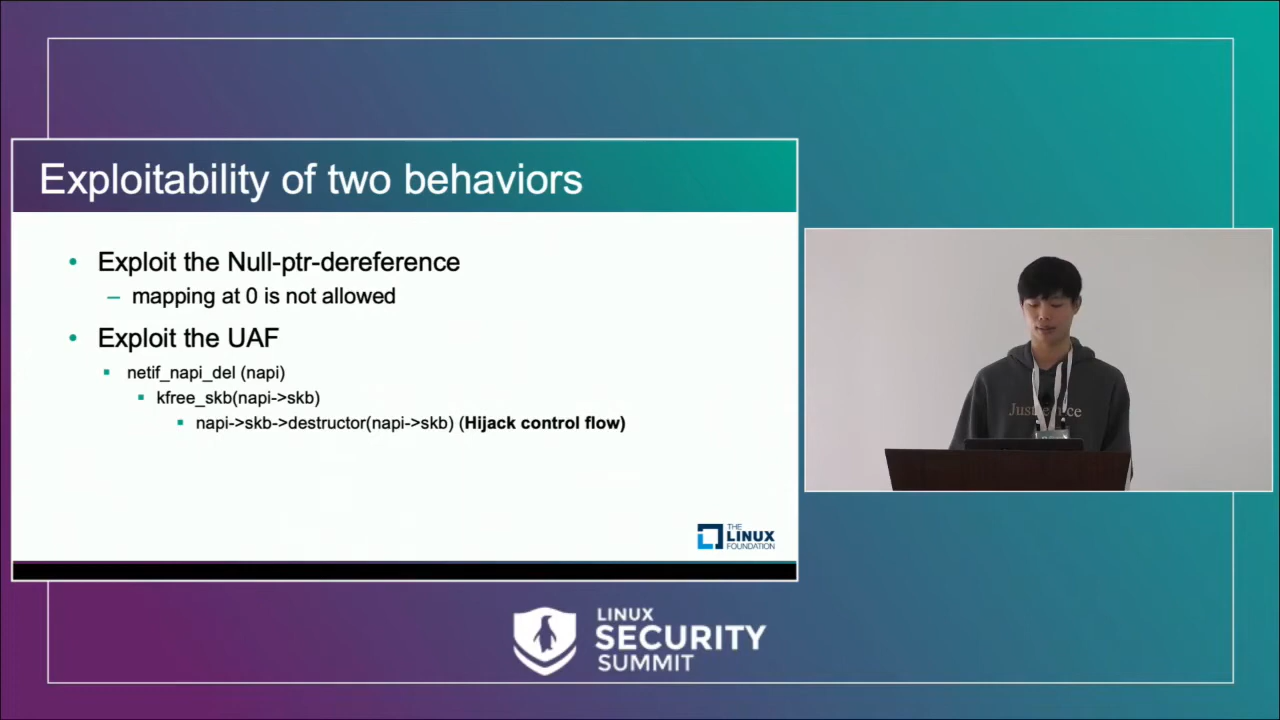 Exploitability of two behaviors
• Exploit the Null-ptr-dereference
– mapping at 0 is not allowed
• Exploit the UAF
▪ netif_napi_del (napi)
▪ kfree_skb(napi->skb)
▪ napi->skb->destructor(napi->skb) (Hijack control flow)
THE
LINUX
FOUNDATION
LINUX
SECURITY
SUMMIT